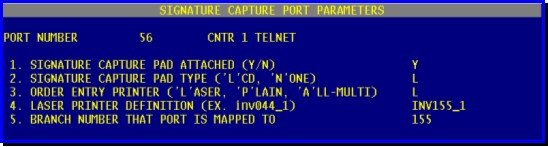 SIGNATURE CAPTURE PORT PARAMETERS
PORT NUMBER 56 CNTR 1 TELNET
1. SIGNATURE CAPTURE PAD ATTACHED (Y/N) Y
2. SIGNATURE CAPTURE PAD TYPE ('L'CD, 'N'ONE) L
3. ORDER ENTRY PRINTER ('L'ASER, 'P'LAIN, 'A'LL-MULTI) L
4. LASER PRINTER DEFINITION (EX. inv044_1) INV155_1
5. BRANCH NUMBER THAT PORT IS MAPPED TO 155